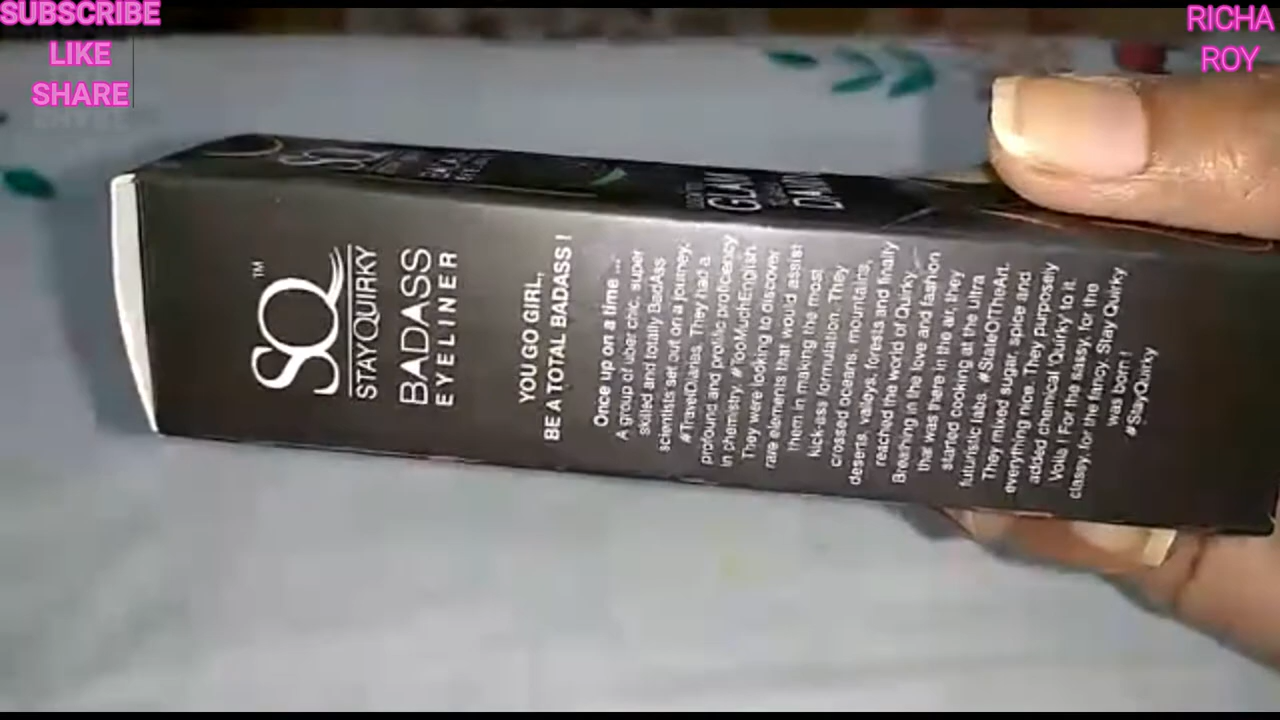 SUBSCRIBE
LIKE
SHARE
RICHA
ROY
SQ
GLAM
SQ™
STAYQUIRKY
BADASS
EYELINER
YOU GO GIRL,
BE A TOTAL BADASS !
Once up on a time ...
A group of uber chic, super
skilled and totally BadAss
scientists set out on a journey.
#TravelDiaries. They had a
profound and prolific proficiency
in chemistry. #TooMuchEnglish.
They were looking to discover
rare elements that would assist
them in making the most
kick-ass formulation. They
crossed oceans, mountains,
deserts, valleys, forests and finally
reached the world of Quirky.
Breathing in the love and fashion
that was there in the air, they
started cooking at the ultra
futuristic labs. #StateOfTheArt.
They mixed sugar, spice and
everything nice. They purposely
added chemical Quirky to it.
Voila ! For the sassy, for the
classy, for the fancy, Stay Quirky
was born !
#StayQuirky